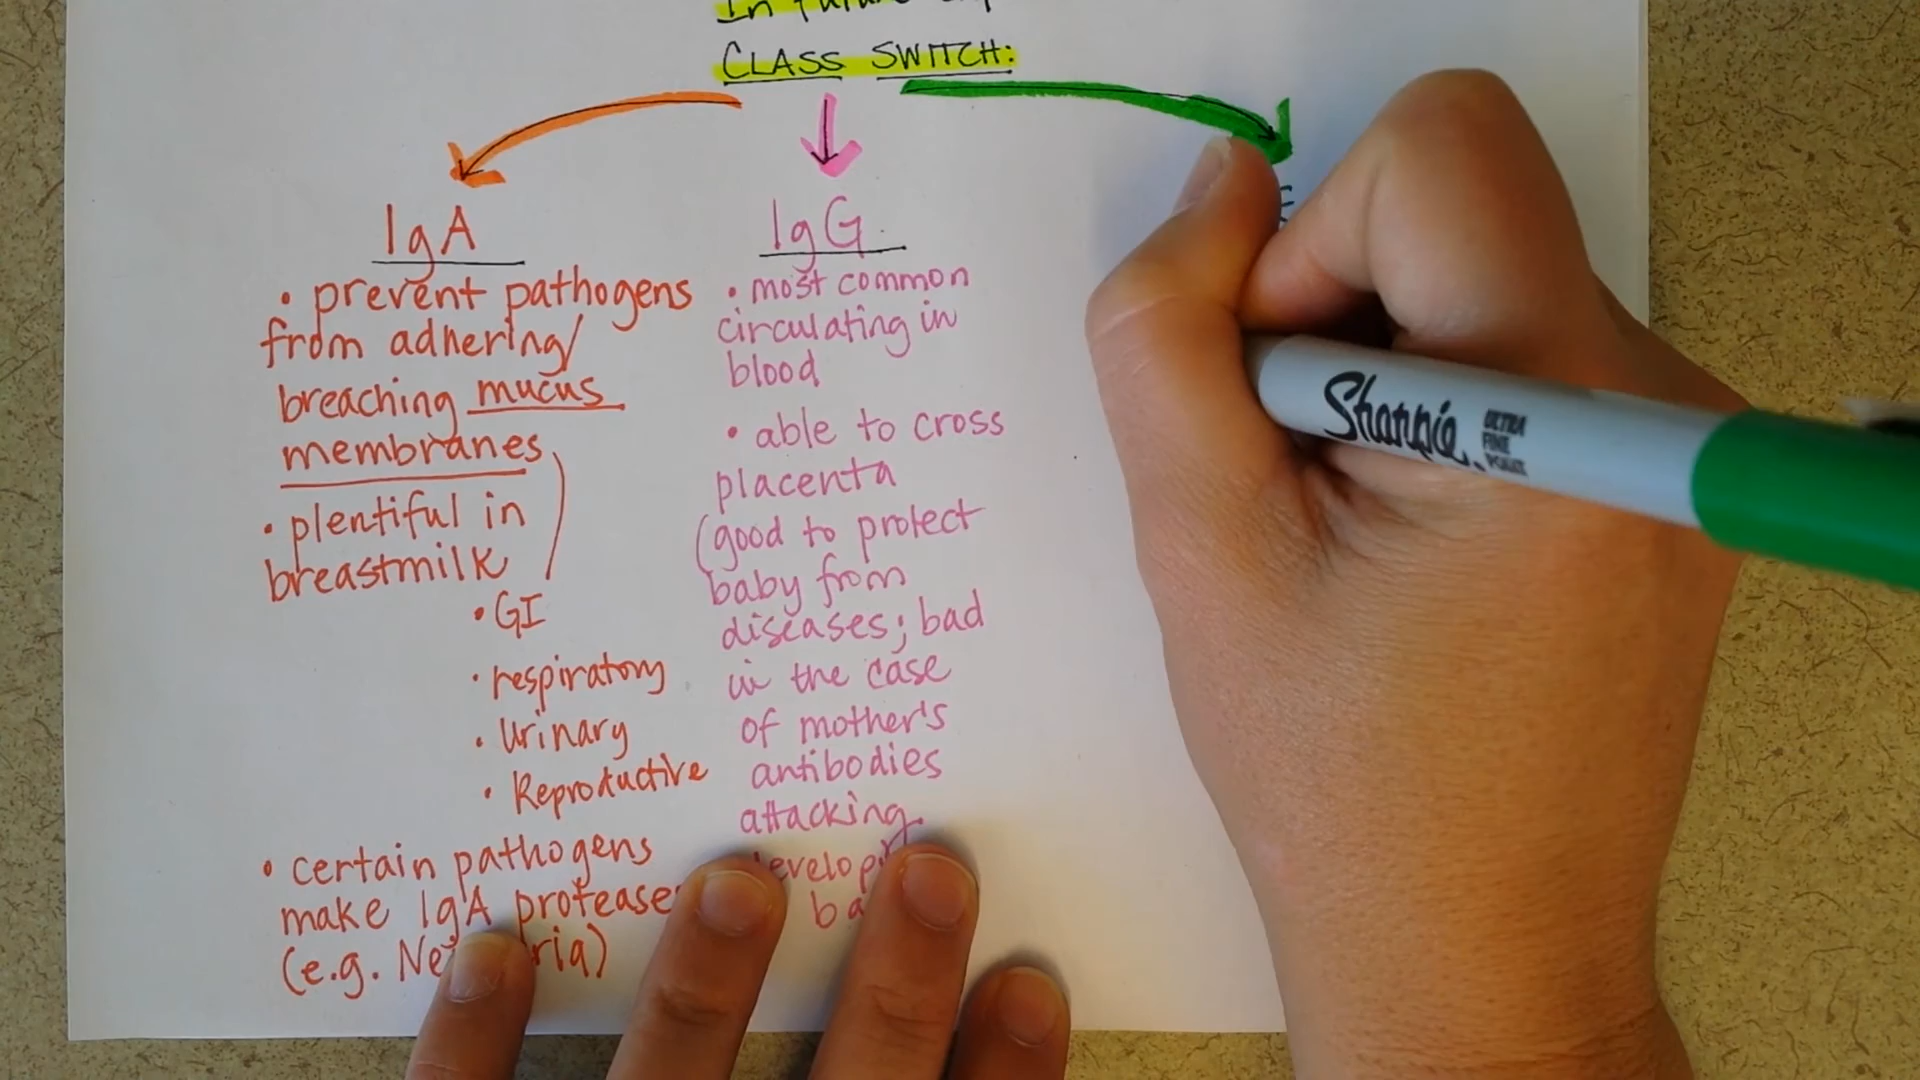 CLASS SWITCH:
IgA
• prevent pathogens
from adhering/
breaching mucus
membranes
• plentiful in
breastmilk
• GI
• respiratory
• Urinary
• Reproductive
• certain pathogens
make IgA protease
(e.g.
IgG
• most common
circulating in
blood
• able to cross
placenta
(good to protect
baby from
diseases; bad
in the case
of mother's
antibodies
attacking
Sharpie
ULTRA
FINE
POINT